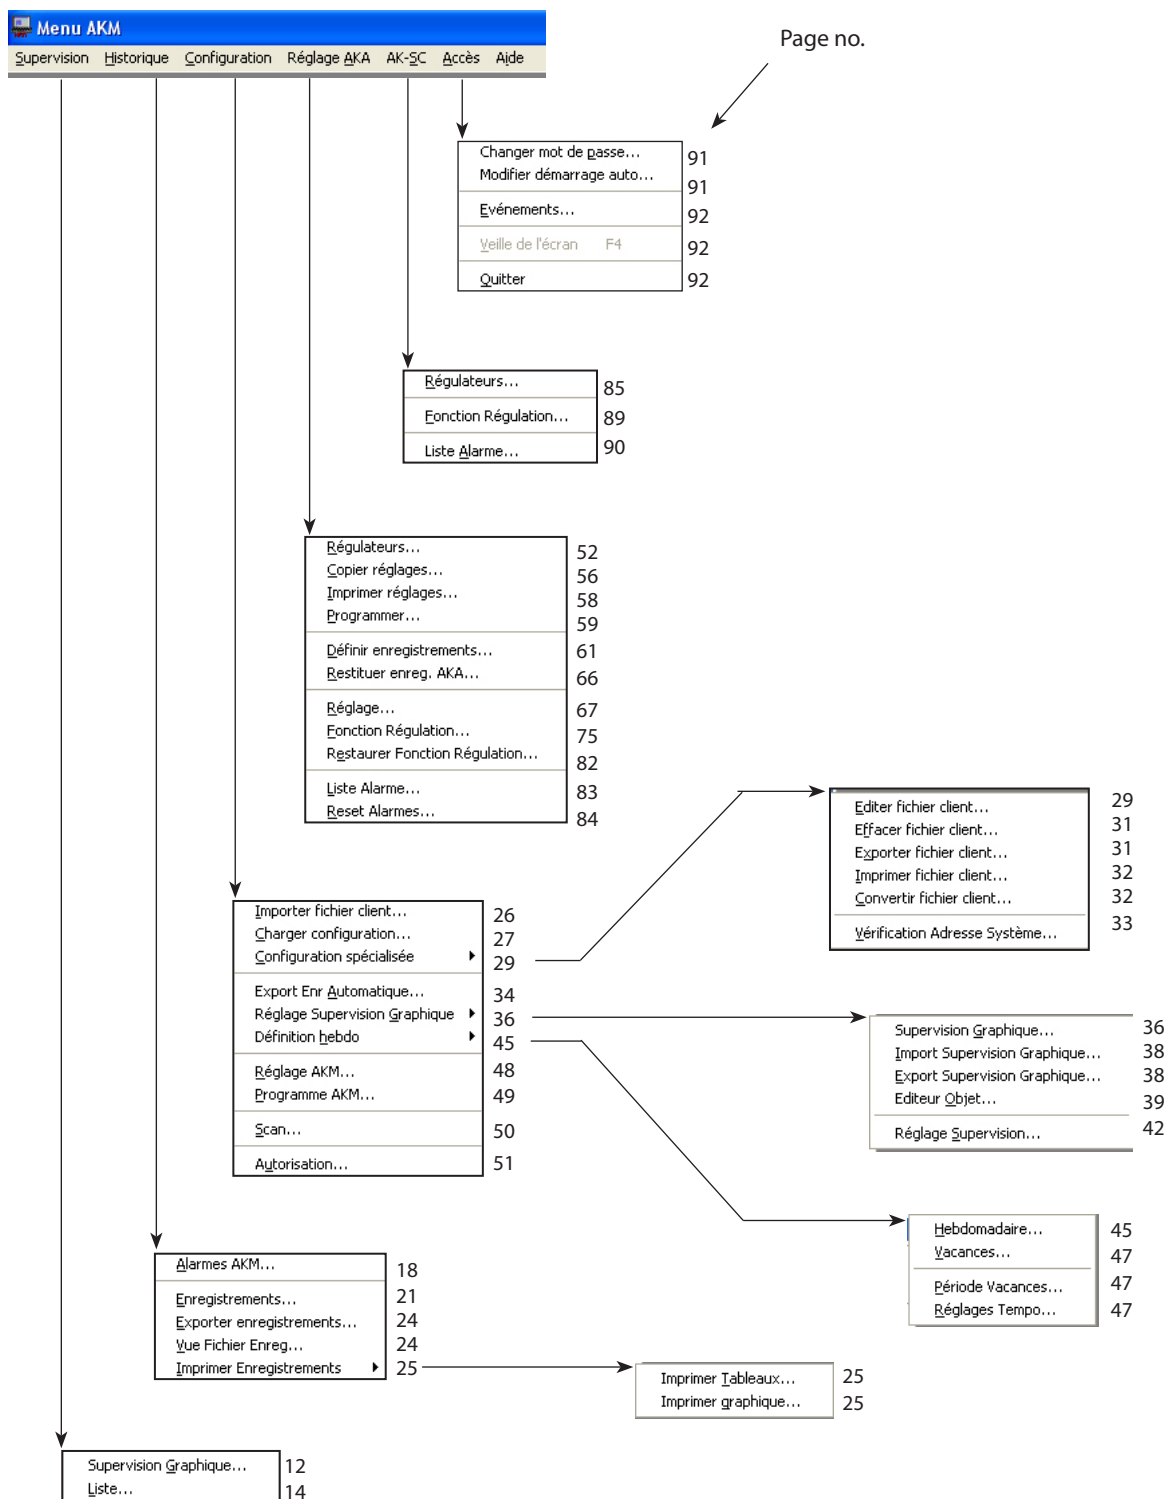 Menu AKM
Supervision Historique Configuration Réglage AKA AK-SC Accès Aide
Page no.
Changer mot de passe... 91
Modifier démarrage auto... 91
Evénements... 92
Veille de l'écran F4 92
Quitter 92
Régulateurs... 85
Fonction Régulation... 89
Liste Alarme... 90
Régulateurs... 52
Copier réglages... 56
Imprimer réglages... 58
Programmer... 59
Définir enregistrements... 61
Restituer enreg. AKA... 66
Réglage... 67
Fonction Régulation... 75
Restaurer Fonction Régulation... 82
Liste Alarme... 83
Reset Alarmes... 84
Editer fichier client... 29
Effacer fichier client... 31
Exporter fichier client... 31
Imprimer fichier client... 32
Convertir fichier client... 32
Vérification Adresse Système... 33
Importer fichier client... 26
Charger configuration... 27
Configuration spécialisée 29
Export Enr Automatique... 34
Réglage Supervision Graphique 36
Définition hebdo 45
Réglage AKM... 48
Programme AKM... 49
Scan... 50
Autorisation... 51
Supervision Graphique... 36
Import Supervision Graphique... 38
Export Supervision Graphique... 38
Editeur Objet... 39
Réglage Supervision... 42
Hebdomadaire... 45
Vacances... 47
Période Vacances... 47
Réglages Tempo... 47
Alarmes AKM... 18
Enregistrements... 21
Exporter enregistrements... 24
Vue Fichier Enreg... 24
Imprimer Enregistrements 25
Imprimer Tableaux... 25
Imprimer graphique... 25
Supervision Graphique... 12
Liste... 14